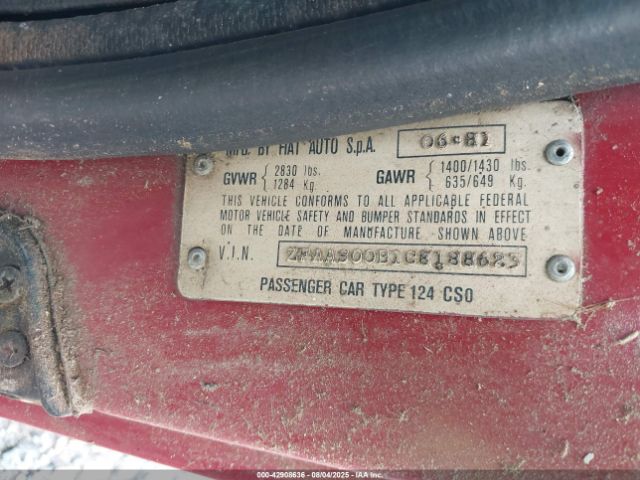 MFD. BY FIAT AUTO S.p.A. 06-81
GVWR { 2830 lbs. GAWR { 1400/1430 lbs.
1284 Kg. 635/649 Kg.
THIS VEHICLE CONFORMS TO ALL APPLICABLE FEDERAL
MOTOR VEHICLE SAFETY AND BUMPER STANDARDS IN EFFECT
ON THE DATE OF MANUFACTURE SHOWN ABOVE
V.I.N. ZFAAS00B1C8188623
PASSENGER CAR TYPE 124 CS0
000-42908636 08/04/2025 IAA